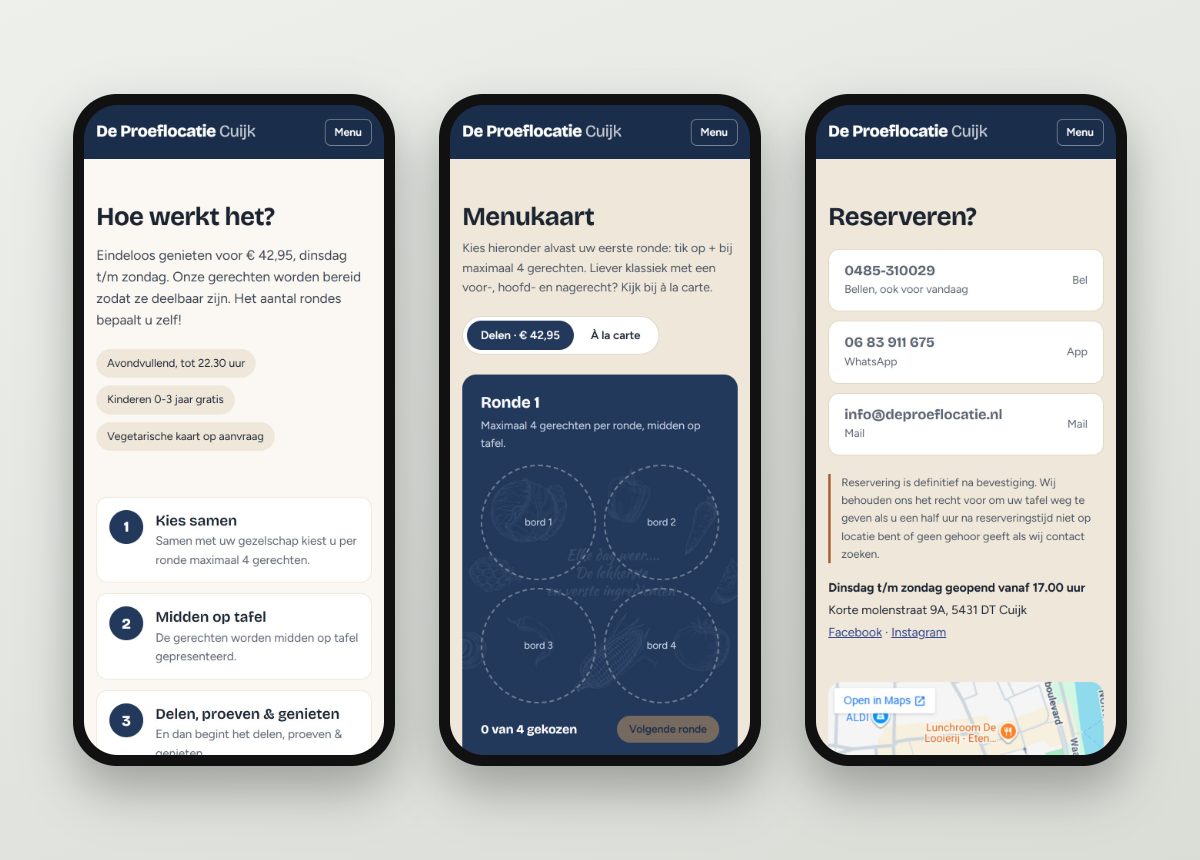 De Proeflocatie Cuijk
Menu
Hoe werkt het?
Eindeloos genieten voor € 42,95, dinsdag
t/m zondag. Onze gerechten worden bereid
zodat ze deelbaar zijn. Het aantal rondes
bepaalt u zelf!
Avondvullend, tot 22.30 uur
Kinderen 0-3 jaar gratis
Vegetarische kaart op aanvraag
1
Kies samen
Samen met uw gezelschap kiest u per
ronde maximaal 4 gerechten.
2
Midden op tafel
De gerechten worden midden op tafel
gepresenteerd.
3
Delen, proeven & genieten
En dan begint het delen, proeven &
genieten
De Proeflocatie Cuijk
Menu
Menukaart
Kies hieronder alvast uw eerste ronde: tik op + bij
maximaal 4 gerechten. Liever klassiek met een
voor-, hoofd- en nagerecht? Kijk bij à la carte.
Delen · € 42,95
À la carte
Ronde 1
Maximaal 4 gerechten per ronde, midden op
tafel.
bord 1
bord 2
Elke dag weer....
De lekkerste
en verste ingrediënten
bord 3
bord 4
0 van 4 gekozen
Volgende ronde
De Proeflocatie Cuijk
Menu
Reserveren?
0485-310029
Bellen, ook voor vandaag
Bel
06 83 911 675
WhatsApp
App
info@deproeflocatie.nl
Mail
Mail
Reservering is definitief na bevestiging. Wij
behouden ons het recht voor om uw tafel weg te
geven als u een half uur na reserveringstijd niet op
locatie bent of geen gehoor geeft als wij contact
zoeken.
Dinsdag t/m zondag geopend vanaf 17.00 uur
Korte molenstraat 9A, 5431 DT Cuijk
Facebook · Instagram
Open in Maps
ALDI
Lunchroom De
Looierij - Eten...
boulevard